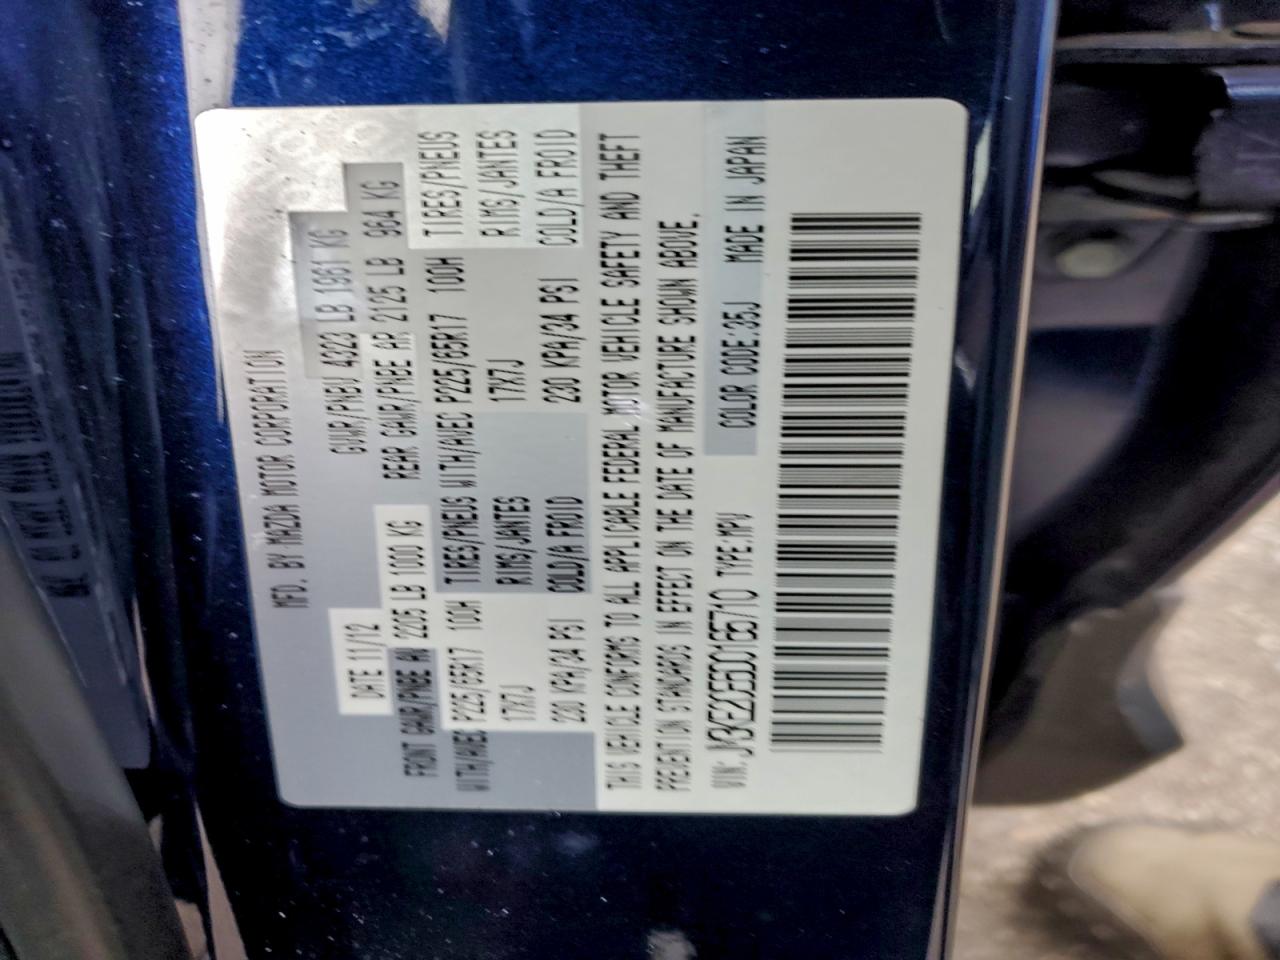 MFD. BY MAZDA MOTOR CORPORATION
DATE 11/12 GVWR/PNBV 4323 LB 1961 KG
FRONT GAWR/PNBE AV 2205 LB 1000 KG REAR GAWR/PNBE AR 2125 LB 964 KG
WITH/AVEC P225/65R17 100H TIRES/PNEUS WITH/AVEC P225/65R17 100H TIRES/PNEUS
17X7J RIMS/JANTES 17X7J RIMS/JANTES
230 KPA/34 PSI COLD/A FROID 230 KPA/34 PSI COLD/A FROID
THIS VEHICLE CONFORMS TO ALL APPLICABLE FEDERAL MOTOR VEHICLE SAFETY AND THEFT
PREVENTION STANDARDS IN EFFECT ON THE DATE OF MANUFACTURE SHOWN ABOVE.
VIN: TYPE:MPV COLOR CODE:35J MADE IN JAPAN